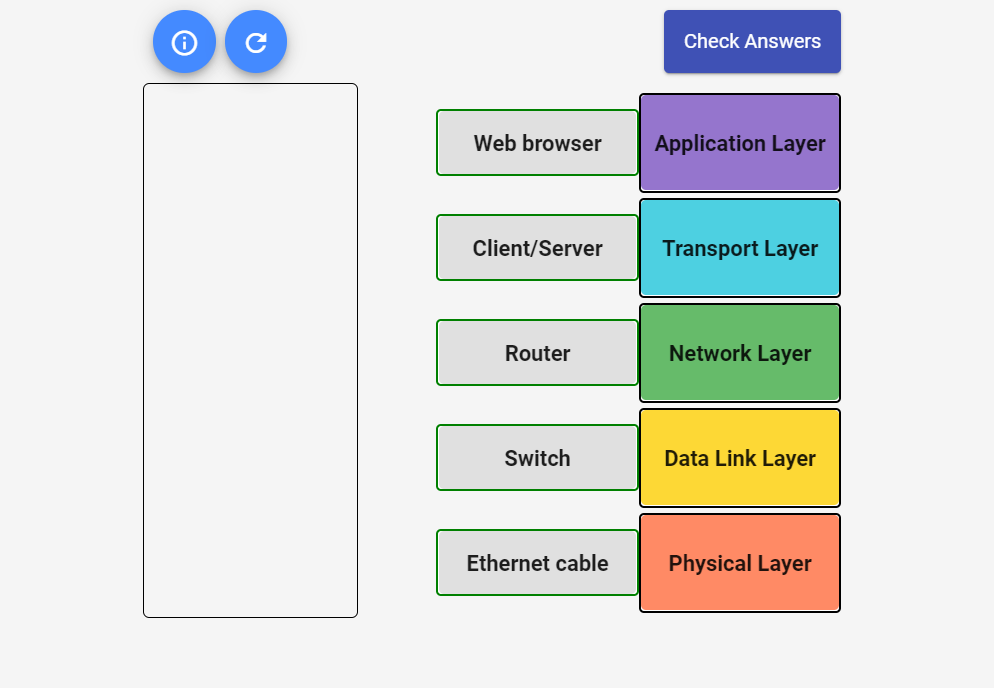 Check Answers
Web browser
Application Layer
Client/Server
Transport Layer
Router
Network Layer
Switch
Data Link Layer
Ethernet cable
Physical Layer